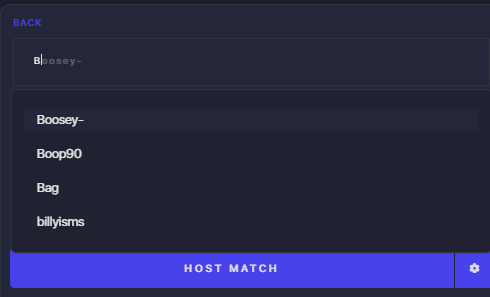 BACK
Boosey-
Boosey-
Boop90
Bag
billyisms
HOST MATCH